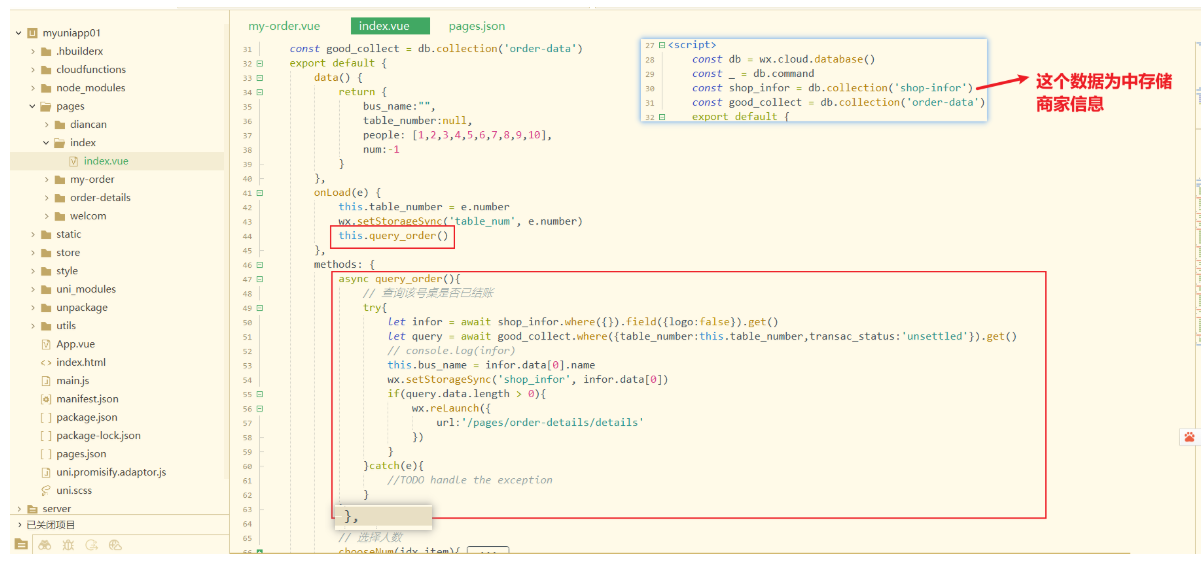 myuniapp01
.hbuilderx
cloudfunctions
node_modules
pages
diancan
index
index.vue
my-order
order-details
welcom
static
store
style
uni_modules
unpackage
utils
App.vue
index.html
main.js
manifest.json
package.json
package-lock.json
pages.json
uni.promisify.adaptor.js
uni.scss
server
已关闭项目
my-order.vue index.vue pages.json
31 const good_collect = db.collection('order-data')
32 export default {
33 data() {
34 return {
35 bus_name:"",
36 table_number:null,
37 people: [1,2,3,4,5,6,7,8,9,10],
38 num:-1
39 }
40 },
41 onLoad(e) {
42 this.table_number = e.number
43 wx.setStorageSync('table_num', e.number)
44 this.query_order()
45 },
46 methods: {
47 async query_order(){
48 // 查询该号桌是否已结账
49 try{
50 let infor = await shop_infor.where({}).field({logo:false}).get()
51 let query = await good_collect.where({table_number:this.table_number,transac_status:'unsettled'}).get()
52 // console.log(infor)
53 this.bus_name = infor.data[0].name
54 wx.setStorageSync('shop_infor', infor.data[0])
55 if(query.data.length > 0){
56 wx.reLaunch({
57 url:'/pages/order-details/details'
58 })
59 }
60 }catch(e){
61 //TODO handle the exception
62 }
63
},
64
65 // 选择人数
66 chooseNum(idx,item){ ...
27 <script>
28 const db = wx.cloud.database()
29 const _ = db.command
30 const shop_infor = db.collection('shop-infor')
31 const good_collect = db.collection('order-data')
32 export default {
这个数据为中存储
商家信息